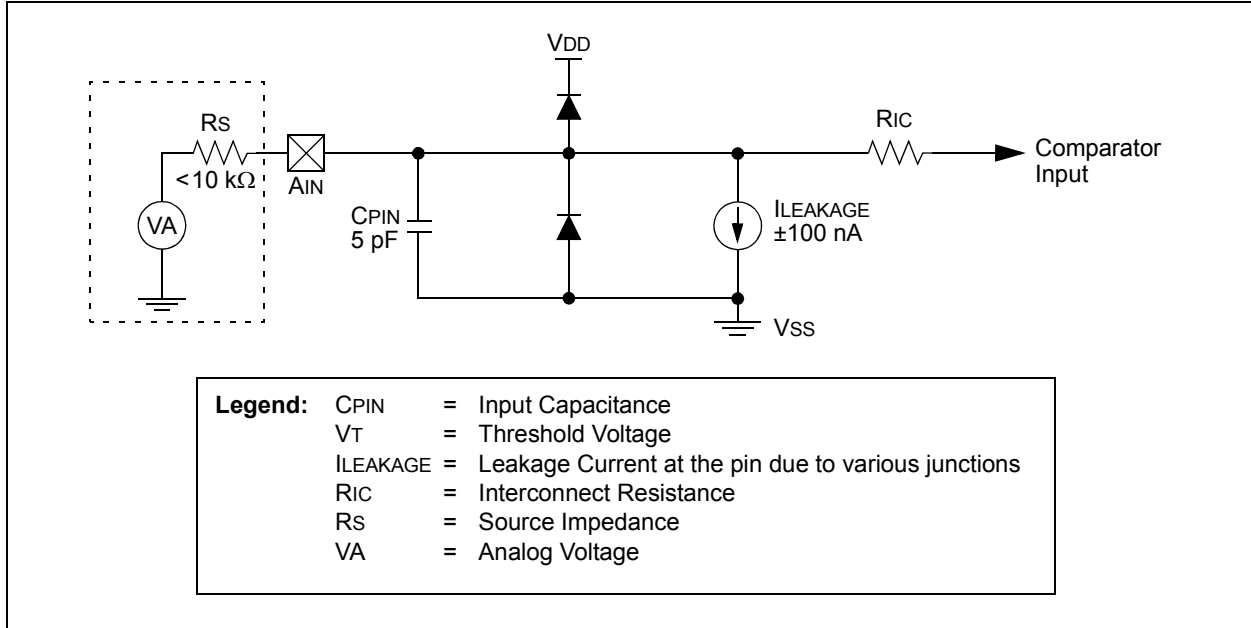 VDD
RS
<10 kΩ
VA
AIN
CPIN
5 pF
ILEAKAGE
±100 nA
VSS
RIC
Comparator
Input
Legend: CPIN = Input Capacitance
VT = Threshold Voltage
ILEAKAGE = Leakage Current at the pin due to various junctions
RIC = Interconnect Resistance
RS = Source Impedance
VA = Analog Voltage